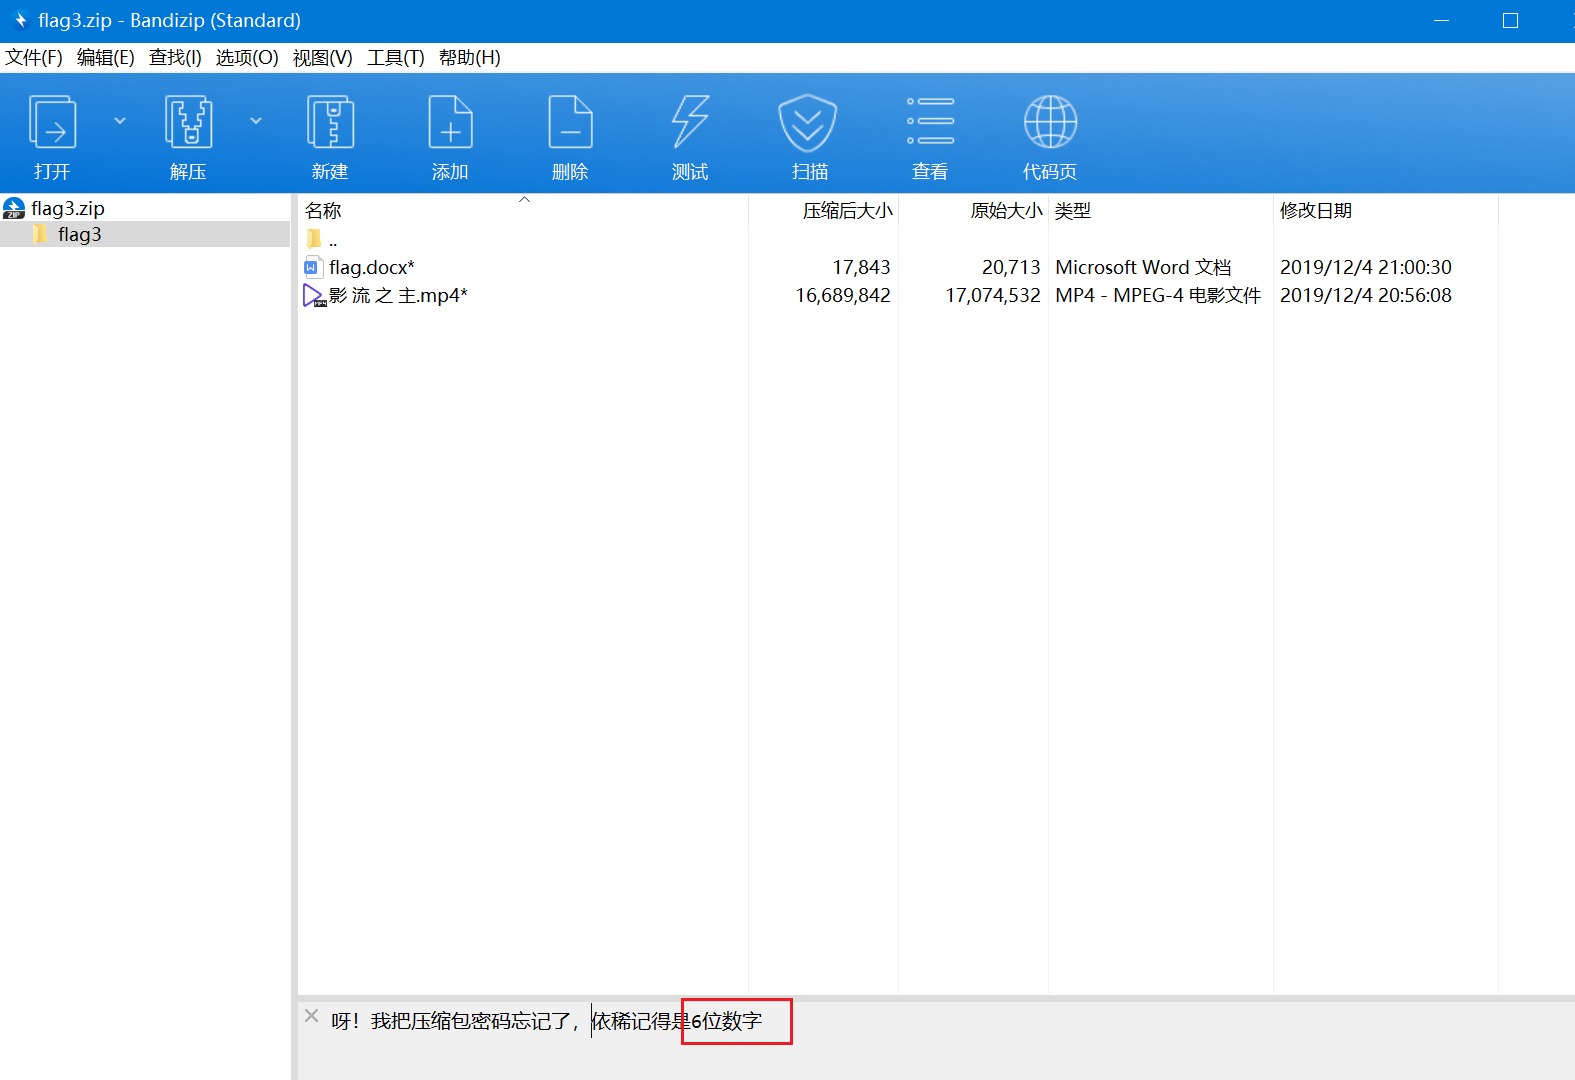 flag3.zip - Bandizip (Standard)
文件(F) 编辑(E) 查找(I) 选项(O) 视图(V) 工具(T) 帮助(H)
打开 解压 新建 添加 删除 测试 扫描 查看 代码页
flag3.zip
flag3
名称 压缩后大小 原始大小 类型 修改日期
..
flag.docx* 17,843 20,713 Microsoft Word 文档 2019/12/4 21:00:30
影 流 之 主.mp4* 16,689,842 17,074,532 MP4 - MPEG-4 电影文件 2019/12/4 20:56:08
呀！我把压缩包密码忘记了，依稀记得是6位数字